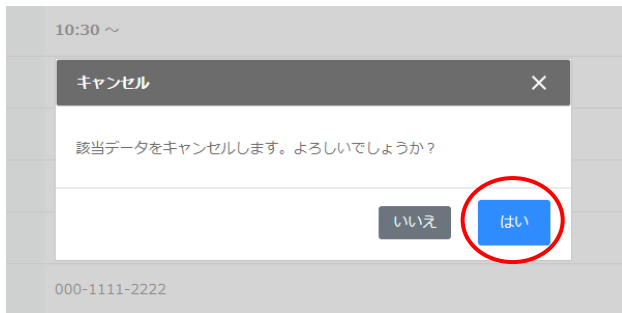 10:30 ～
キャンセル
該当データをキャンセルします。よろしいでしょうか？
いいえ
はい
000-1111-2222